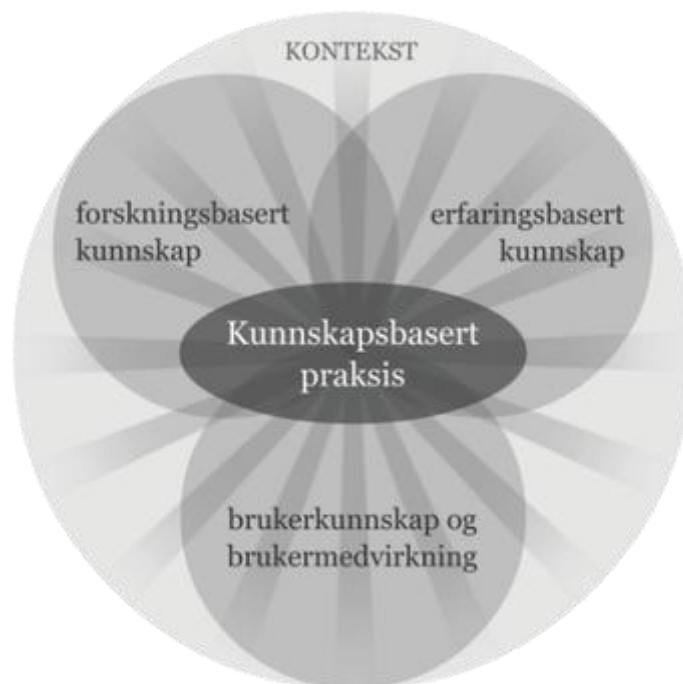 KONTEKST
forskningsbasert
kunnskap
erfaringsbasert
kunnskap
Kunnskapsbasert
praksis
brukerkunnskap og
brukermedvirkning